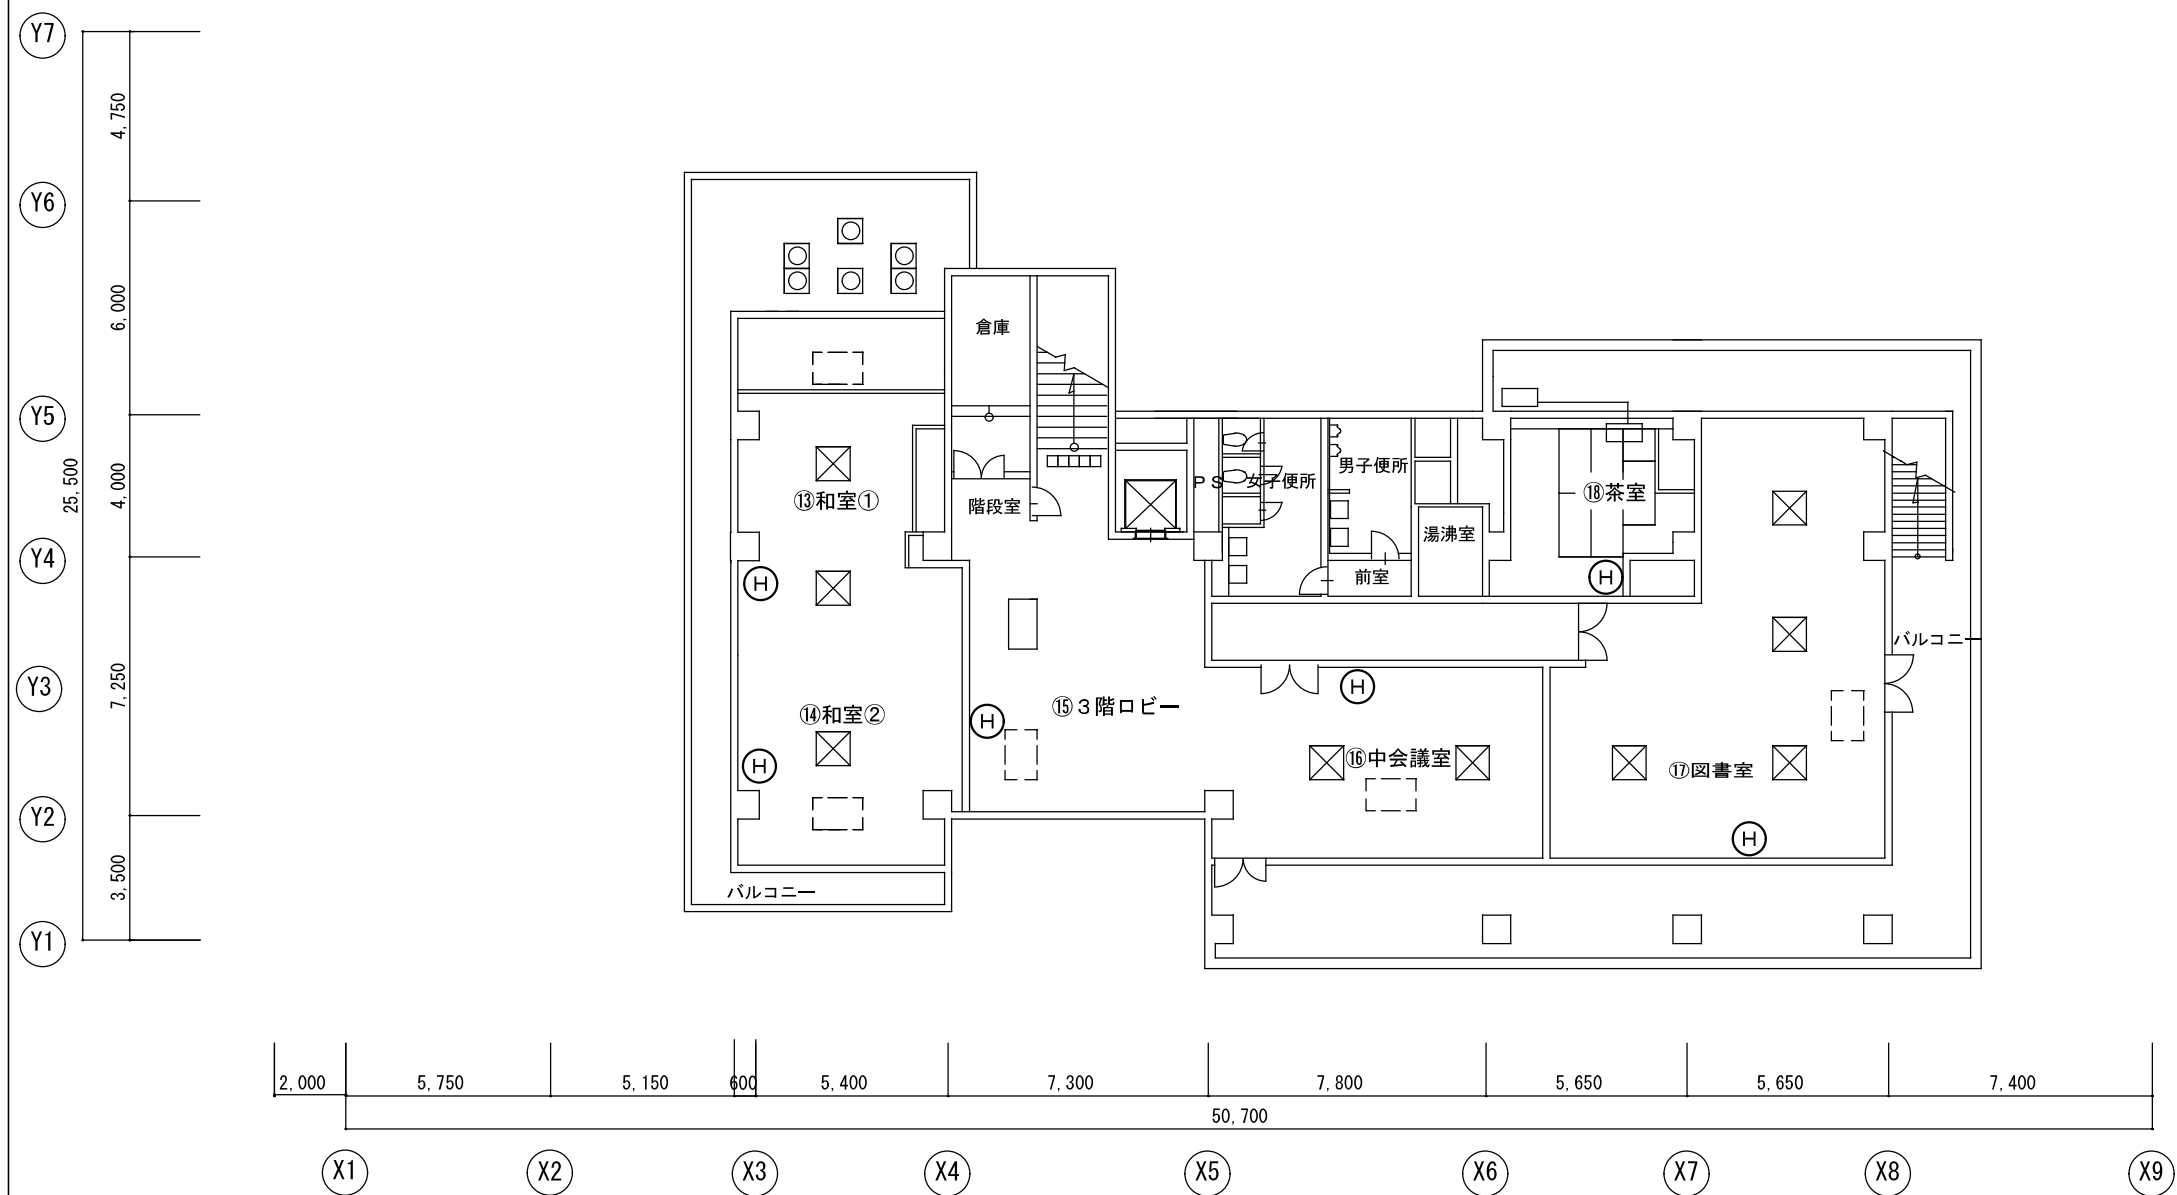 Y7
4,750
Y6
6,000
倉庫
Y5
25,500
4,000
PS
女子便所
男子便所
⑱茶室
⑬和室①
階段室
湯沸室
Y4
H
前室
H
7,250
バルコニー
Y3
H
⑭和室②
H
⑮3階ロビー
⑯中会議室
⑰図書室
H
Y2
H
3,500
バルコニー
Y1
2,000
5,750
5,150
600
5,400
7,300
7,800
5,650
5,650
7,400
50,700
X1
X2
X3
X4
X5
X6
X7
X8
X9